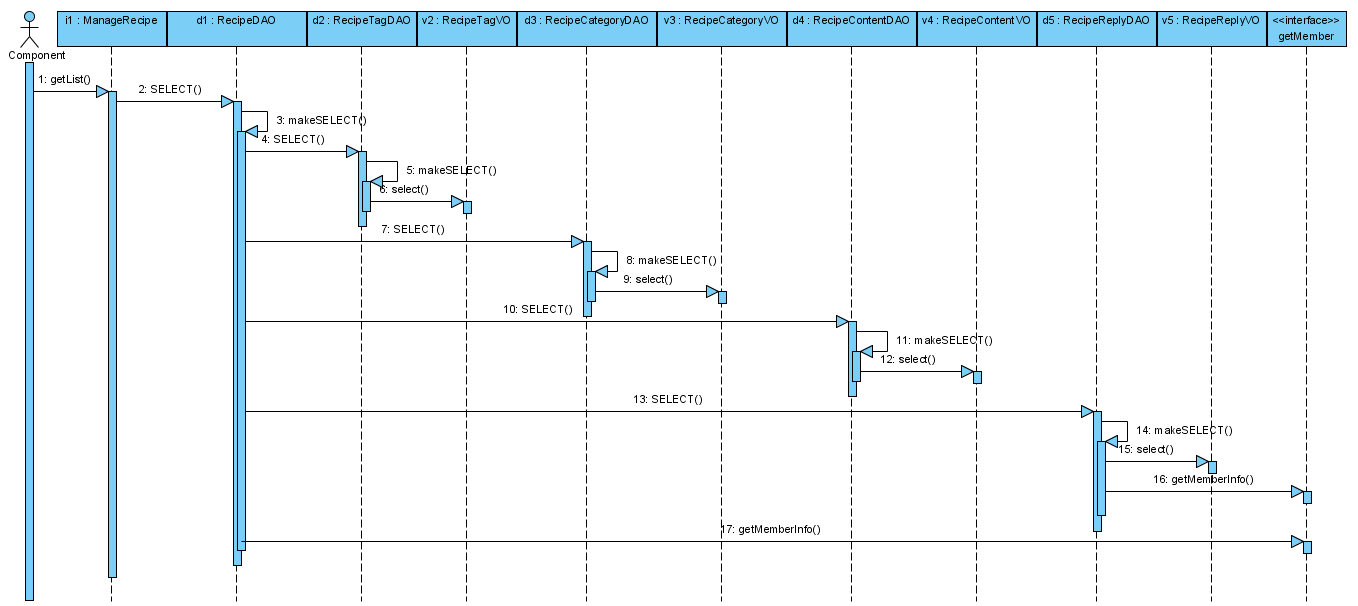 i1 : ManageRecipe
d1 : RecipeDAO
d2 : RecipeTagDAO
v2 : RecipeTagVO
d3 : RecipeCategoryDAO
v3 : RecipeCategoryVO
d4 : RecipeContentDAO
v4 : RecipeContentVO
d5 : RecipeReplyDAO
v5 : RecipeReplyVO
<<interface>>
getMember
Component
1: getList()
2: SELECT()
3: makeSELECT()
4: SELECT()
5: makeSELECT()
6: select()
7: SELECT()
8: makeSELECT()
9: select()
10: SELECT()
11: makeSELECT()
12: select()
13: SELECT()
14: makeSELECT()
15: select()
16: getMemberInfo()
17: getMemberInfo()